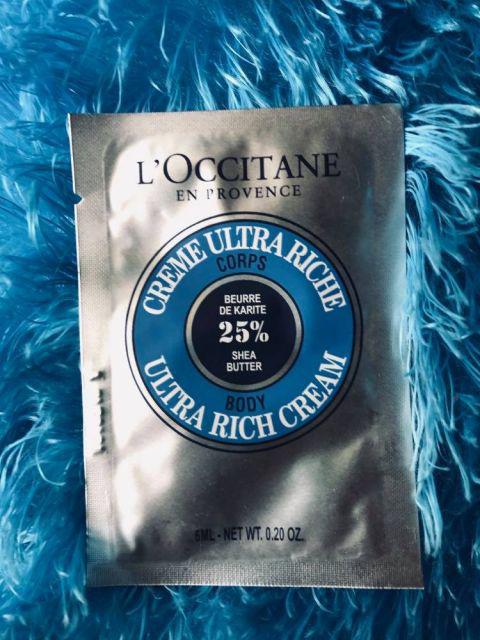 L'OCCITANE
EN PROVENCE
CREME ULTRA RICHE
CORPS
BEURRE
DE KARITE
25%
SHEA
BUTTER
BODY
ULTRA RICH CREAM
6ML - NET WT. 0.20 OZ.